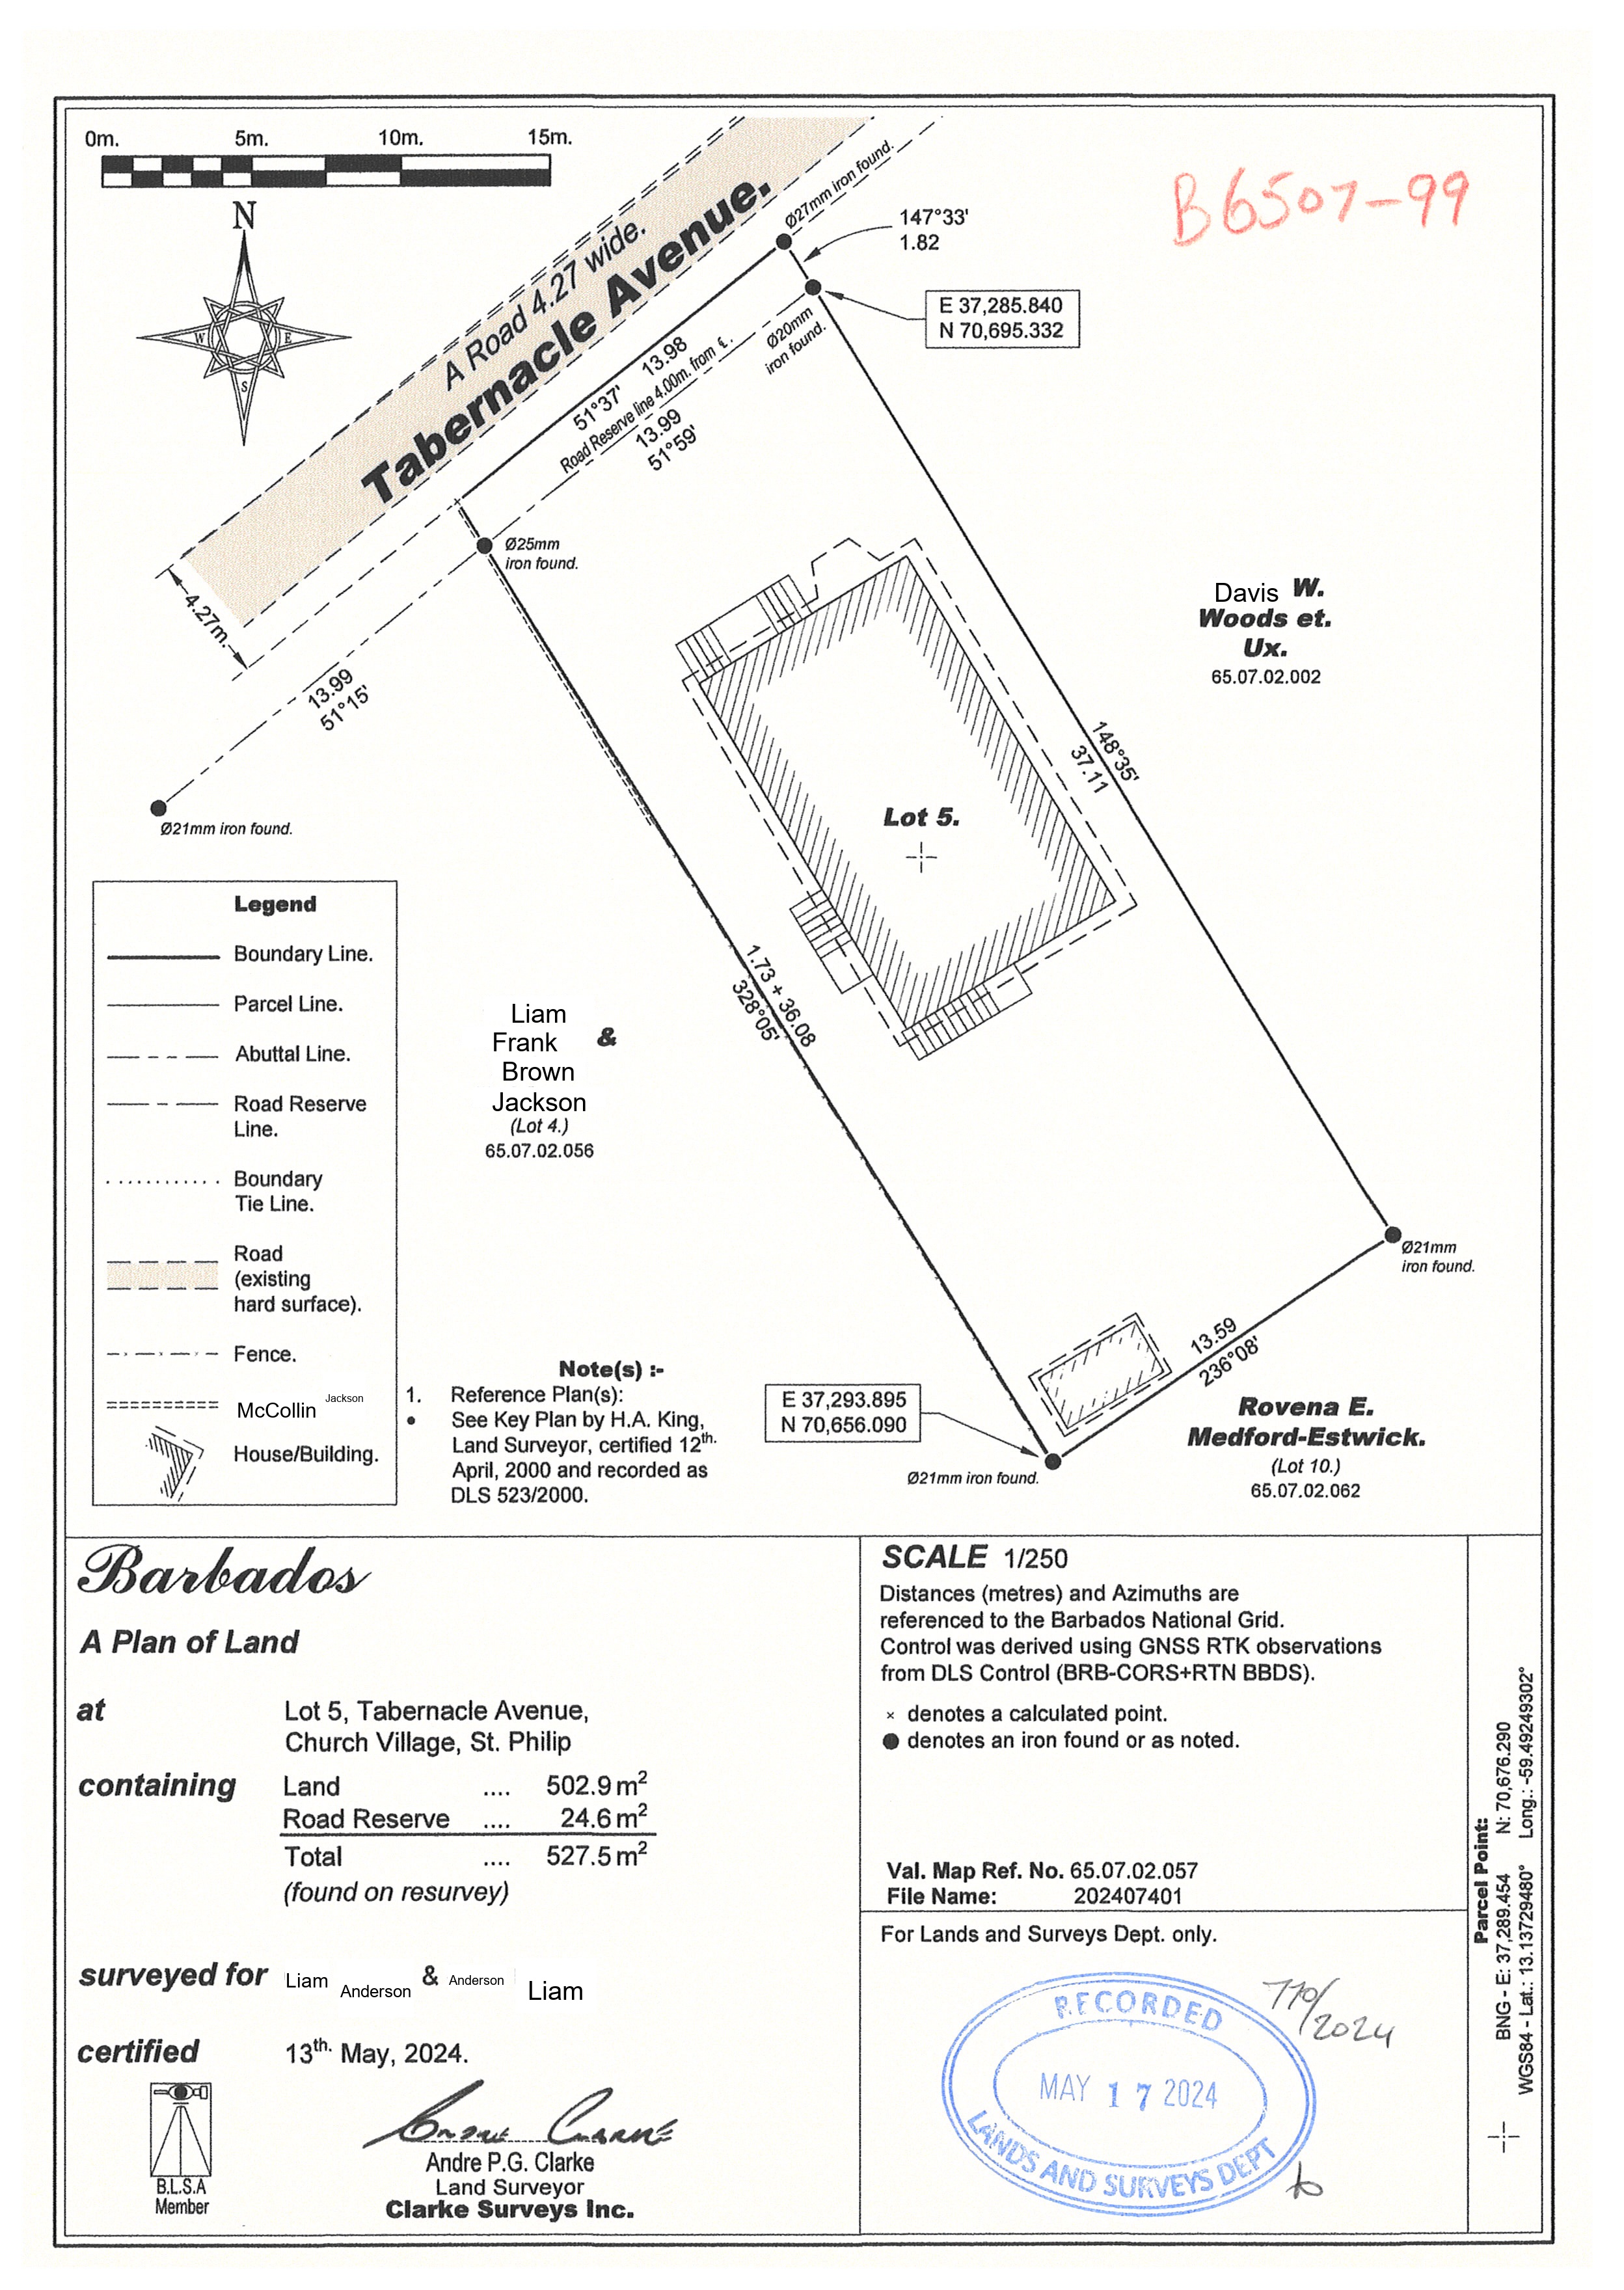 0m. 5m. 10m. 15m.
N
W E
S
B6507-99
A Road 4.27 wide.
Tabernacle Avenue.
Ø27mm iron found.
147°33'
1.82
E 37,285.840
N 70,695.332
Ø20mm
iron found.
51°37' 13.98
Road Reserve line 4.00m. from ℄.
13.99
51°59'
Ø25mm
iron found.
4.27m.
13.99
51°15'
Ø21mm iron found.
Davis W.
Woods et.
Ux.
65.07.02.002
148°35'
37.11
Lot 5.
1.73 + 36.08
328°05'
Liam
Frank &
Brown
Jackson
(Lot 4.)
65.07.02.056
Legend
Boundary Line.
Parcel Line.
Abuttal Line.
Road Reserve
Line.
Boundary
Tie Line.
Road
(existing
hard surface).
Fence.
McCollin Jackson
House/Building.
Note(s) :-
1. Reference Plan(s):
• See Key Plan by H.A. King,
Land Surveyor, certified 12th.
April, 2000 and recorded as
DLS 523/2000.
E 37,293.895
N 70,656.090
Ø21mm iron found.
Ø21mm
iron found.
13.59
236°08'
Rovena E.
Medford-Estwick.
(Lot 10.)
65.07.02.062
Barbados
A Plan of Land
at Lot 5, Tabernacle Avenue,
Church Village, St. Philip
containing Land .... 502.9 m²
Road Reserve .... 24.6 m²
Total .... 527.5 m²
(found on resurvey)
surveyed for Liam Anderson & Anderson Liam
certified 13th. May, 2024.
B.L.S.A
Member
Andre Clarke
Andre P.G. Clarke
Land Surveyor
Clarke Surveys Inc.
SCALE 1/250
Distances (metres) and Azimuths are
referenced to the Barbados National Grid.
Control was derived using GNSS RTK observations
from DLS Control (BRB-CORS+RTN BBDS).
× denotes a calculated point.
● denotes an iron found or as noted.
Val. Map Ref. No. 65.07.02.057
File Name: 202407401
For Lands and Surveys Dept. only.
RECORDED
MAY 17 2024
LANDS AND SURVEYS DEPT
770/2024
Parcel Point:
BNG - E: 37,289.454 N: 70,676.290
WGS84 - Lat.: 13.13729480° Long.: -59.49249302°